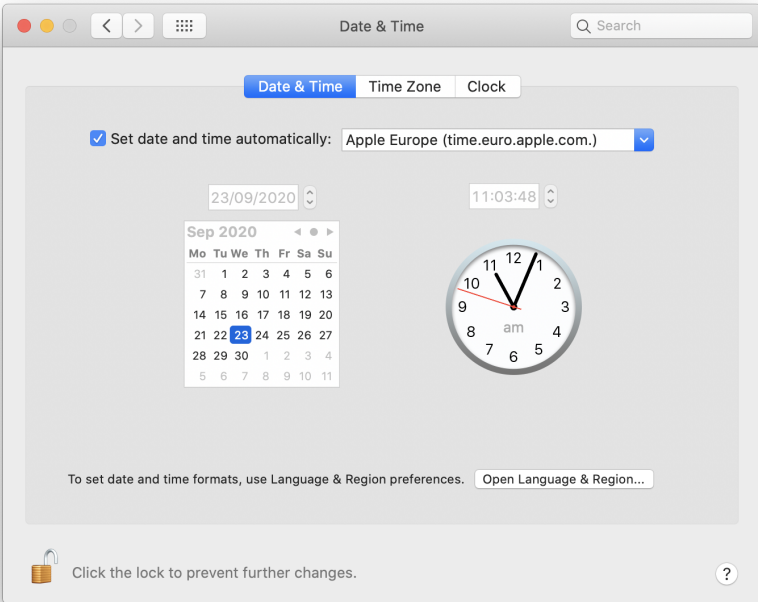 Date & Time
Search
Date & Time Time Zone Clock
Set date and time automatically: Apple Europe (time.euro.apple.com.)
23/09/2020
11:03:48
Sep 2020
Mo Tu We Th Fr Sa Su
31 1 2 3 4 5 6
7 8 9 10 11 12 13
14 15 16 17 18 19 20
21 22 23 24 25 26 27
28 29 30 1 2 3 4
5 6 7 8 9 10 11
12
11 1
10 2
9 3
am
8 4
7 5
6
To set date and time formats, use Language & Region preferences. Open Language & Region...
Click the lock to prevent further changes.
?